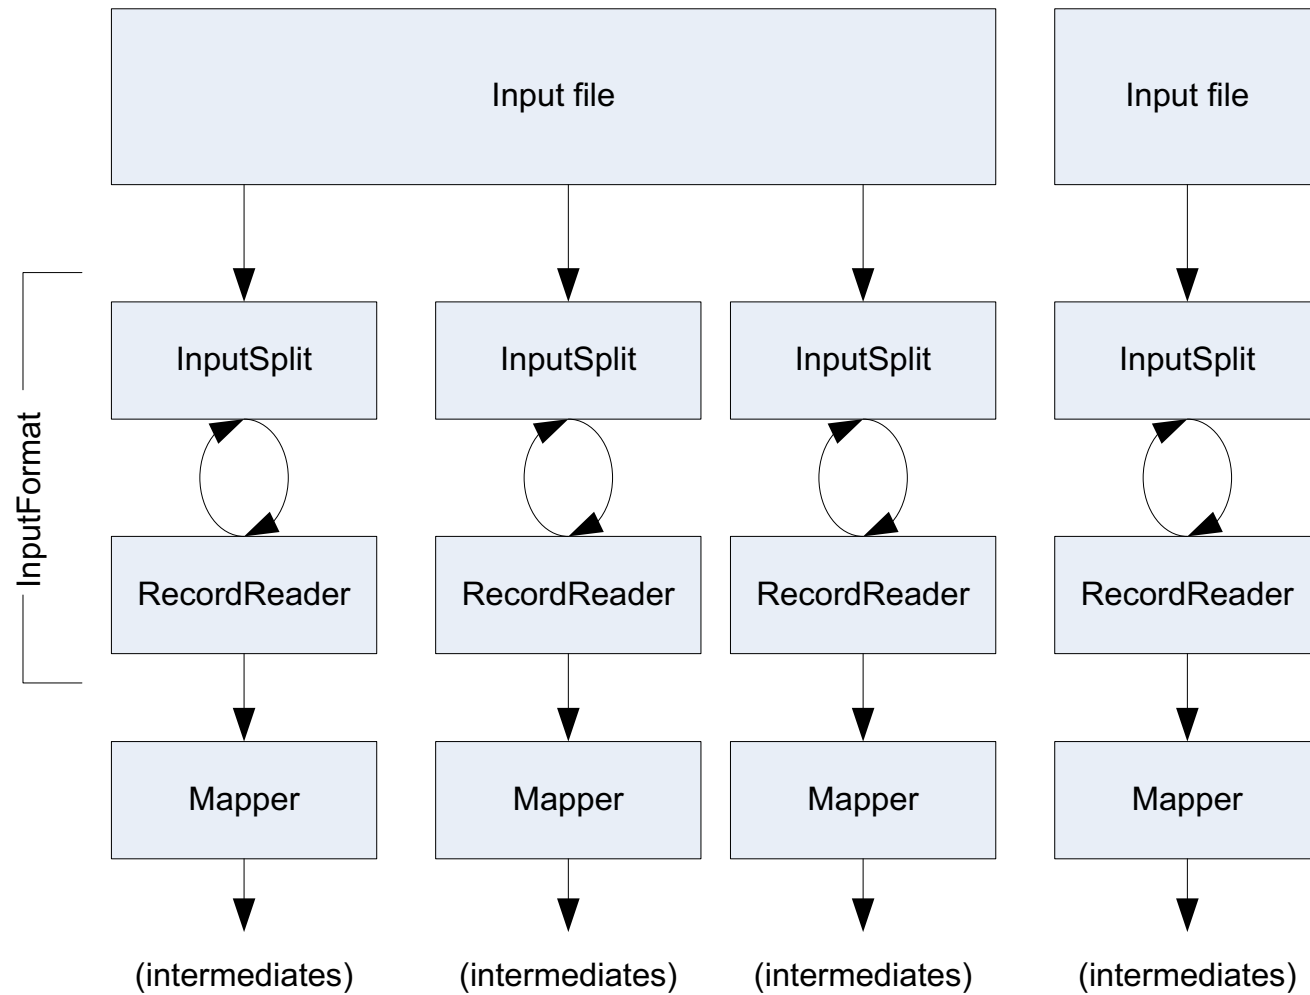 Input file
Input file
InputSplit
InputSplit
InputSplit
InputSplit
InputFormat
RecordReader
RecordReader
RecordReader
RecordReader
Mapper
Mapper
Mapper
Mapper
(intermediates)
(intermediates)
(intermediates)
(intermediates)